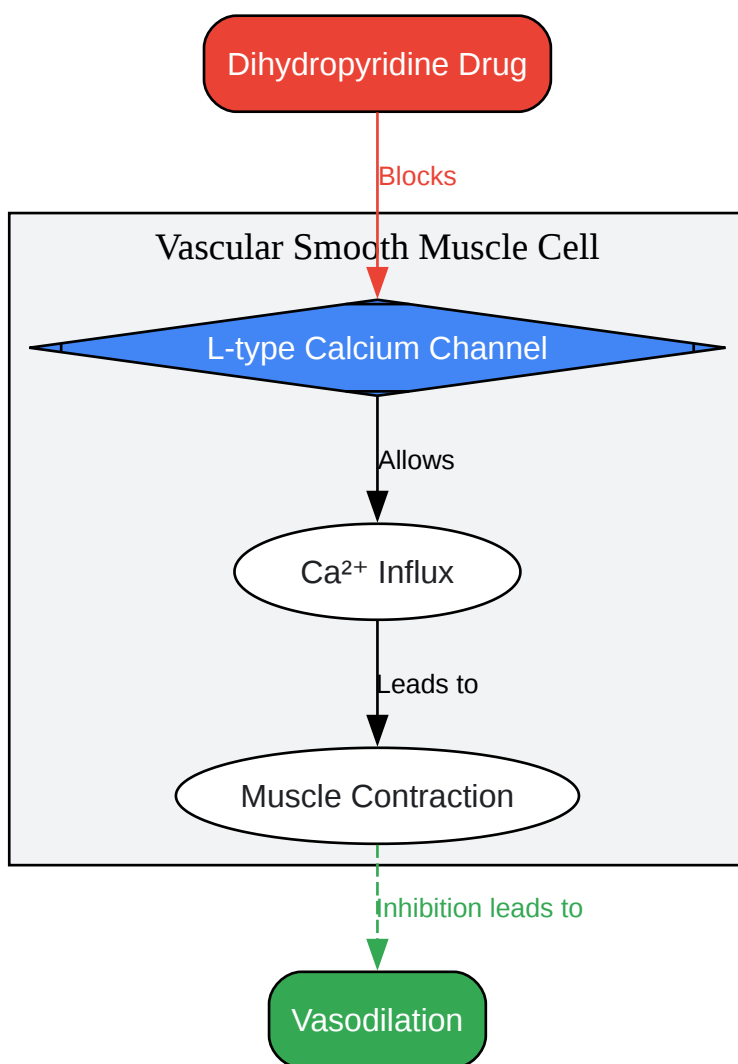 Dihydropyridine Drug
Blocks
Vascular Smooth Muscle Cell
L-type Calcium Channel
Allows
Ca²⁺ Influx
Leads to
Muscle Contraction
Inhibition leads to
Vasodilation